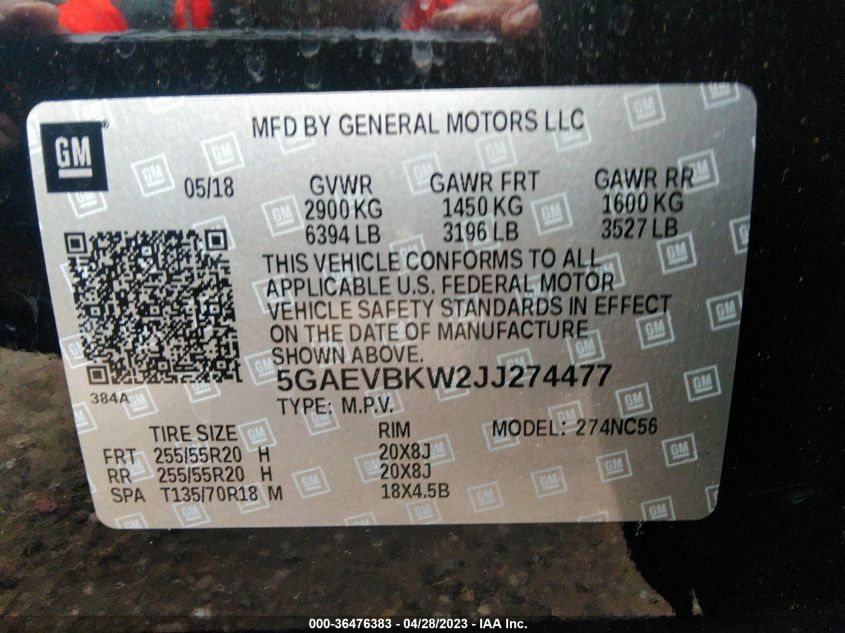 MFD BY GENERAL MOTORS LLC
GM
05/18 GVWR GAWR FRT GAWR RR
2900 KG 1450 KG 1600 KG
6394 LB 3196 LB 3527 LB
THIS VEHICLE CONFORMS TO ALL
APPLICABLE U.S. FEDERAL MOTOR
VEHICLE SAFETY STANDARDS IN EFFECT
ON THE DATE OF MANUFACTURE
SHOWN ABOVE.
384A
5GAEVBKW2JJ274477
TYPE: M.P.V.
TIRE SIZE RIM MODEL: 274NC56
FRT 255/55R20 H 20X8J
RR 255/55R20 H 20X8J
SPA T135/70R18 M 18X4.5B
000-36476383 / 04/28/2023 - IAA Inc.